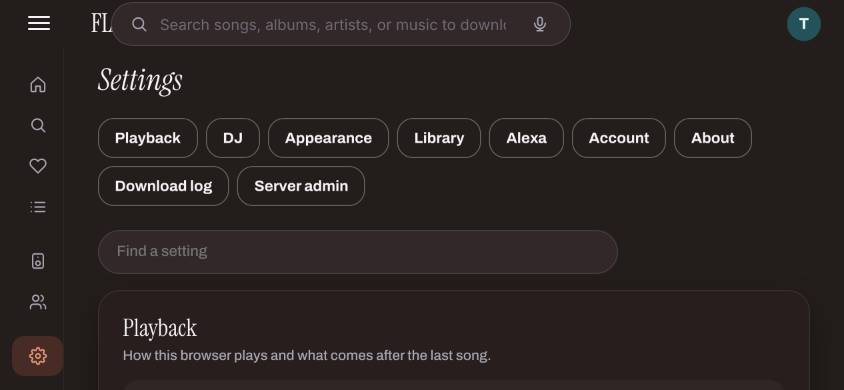 FL
Search songs, albums, artists, or music to downl
T
Settings
Playback DJ Appearance Library Alexa Account About
Download log Server admin
Find a setting
Playback
How this browser plays and what comes after the last song.